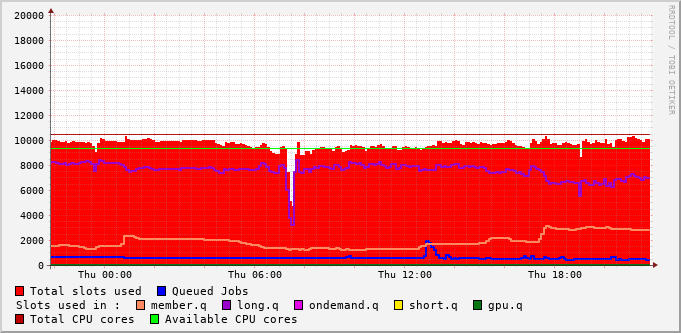 20000
18000
16000
14000
12000
10000
8000
6000
4000
2000
0
Thu 00:00 Thu 06:00 Thu 12:00 Thu 18:00
RRDTOOL / TOBI OETIKER
Total slots used Queued Jobs
Slots used in : member.q long.q ondemand.q short.q gpu.q
Total CPU cores Available CPU cores